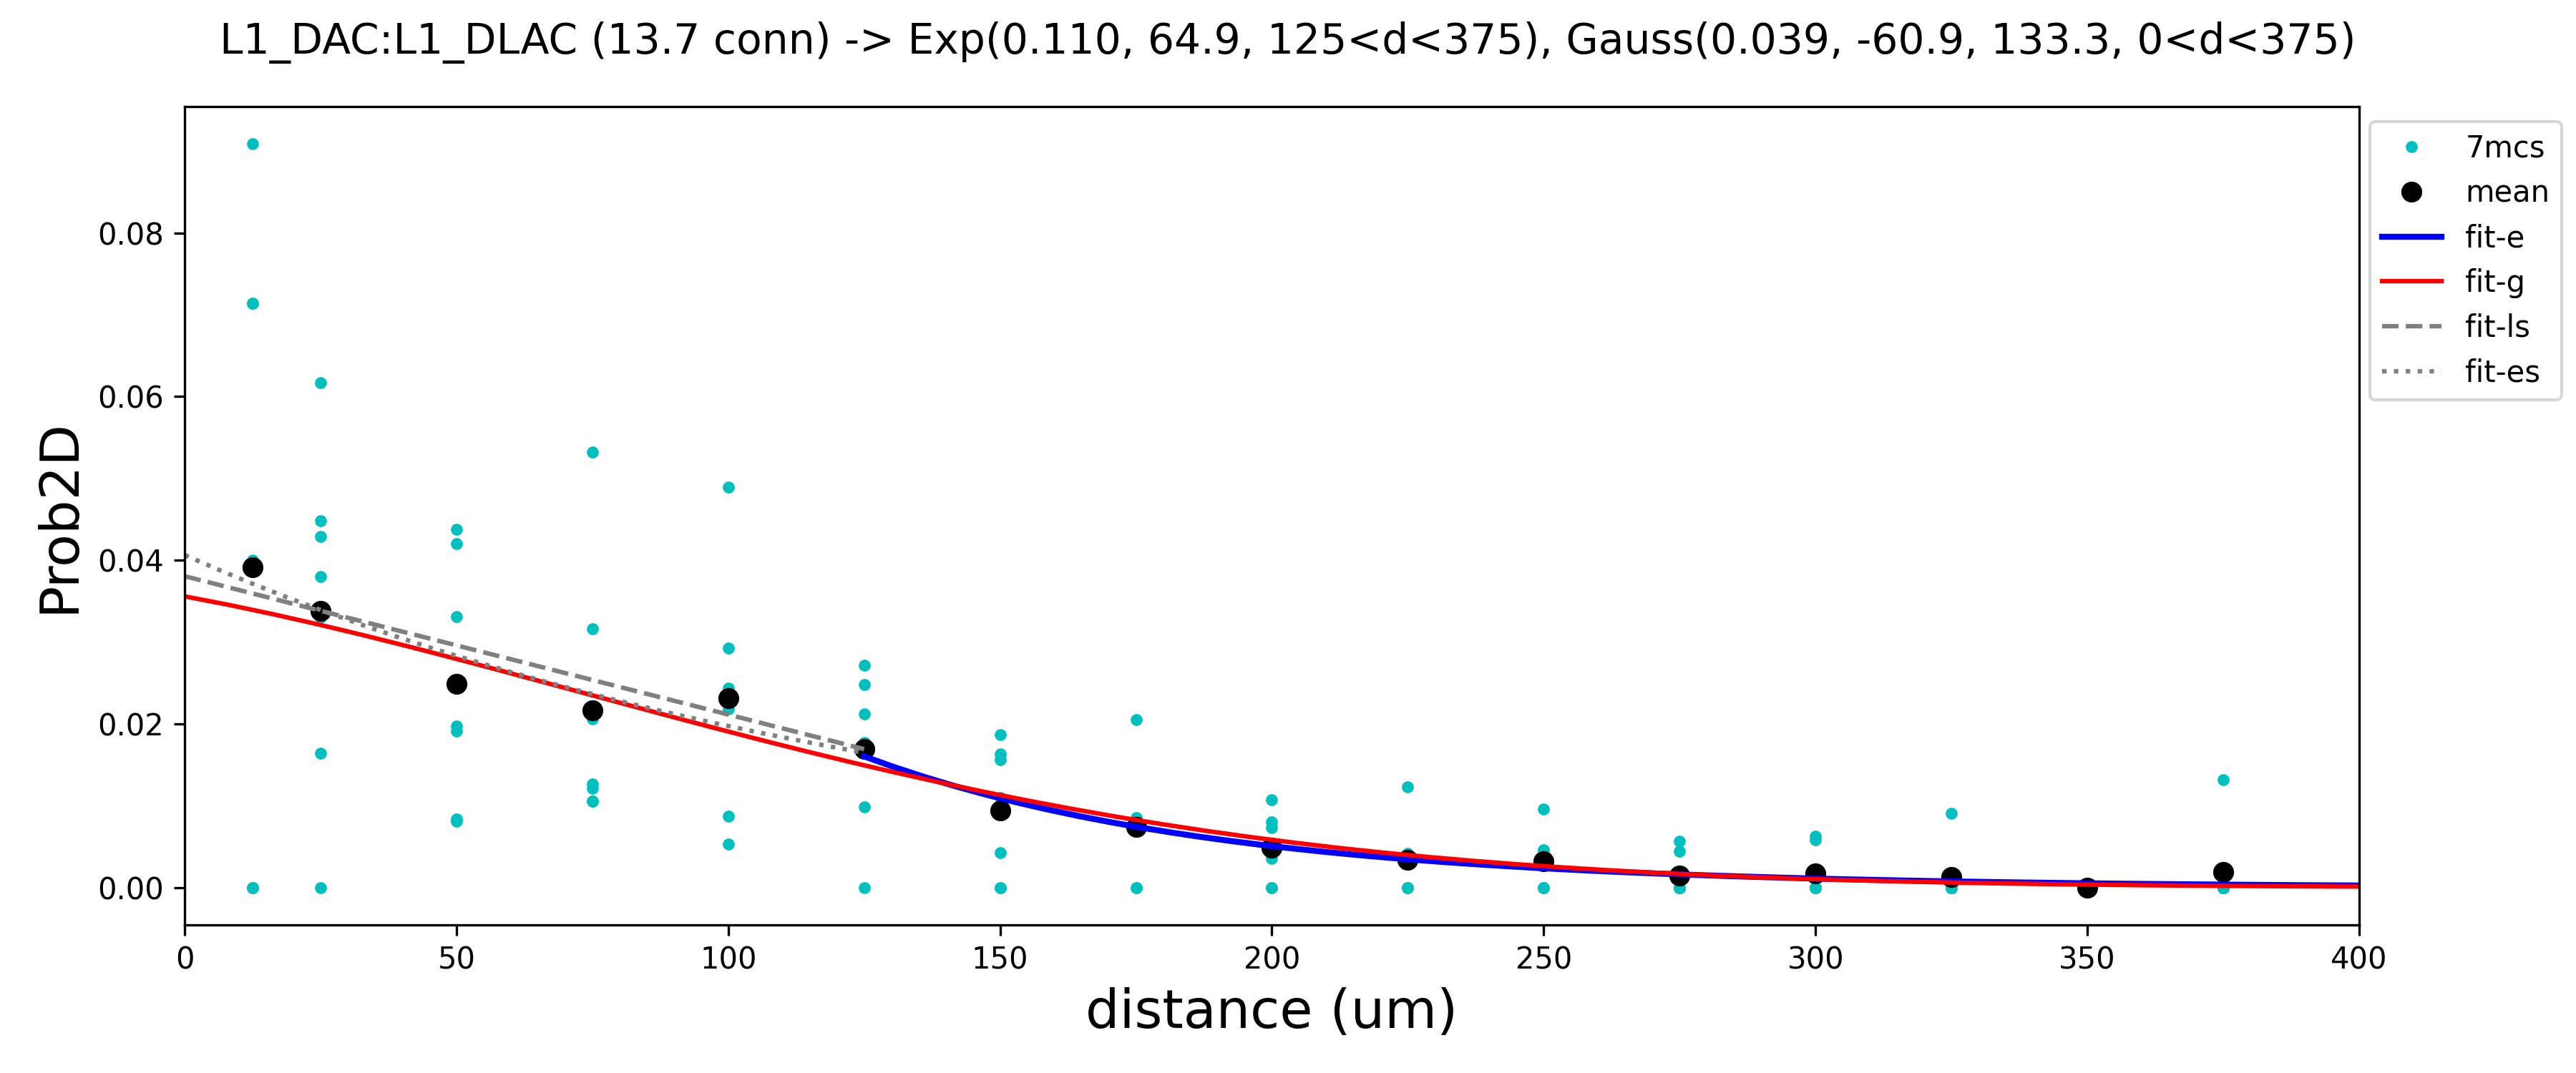 L1_DAC:L1_DLAC (13.7 conn) -> Exp(0.110, 64.9, 125<d<375), Gauss(0.039, -60.9, 133.3, 0<d<375)
7mcs
mean
fit-e
fit-g
fit-ls
fit-es
Prob2D
0.08
0.06
0.04
0.02
0.00
0 50 100 150 200 250 300 350 400
distance (um)